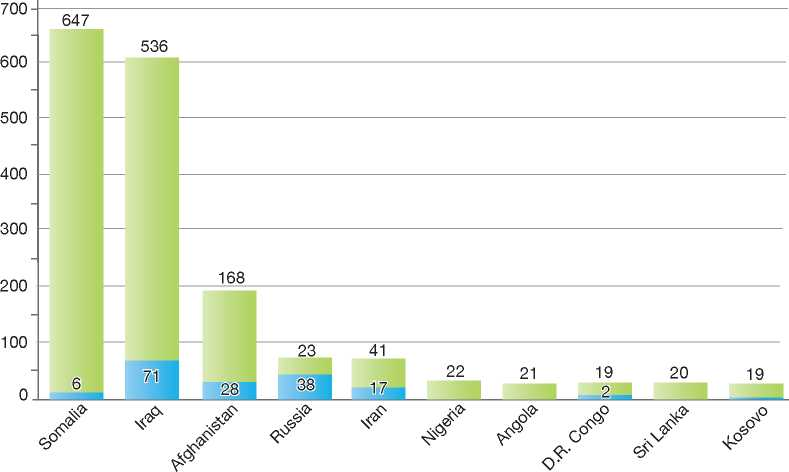 700
600
500
400
300
200
100
0
647
536
168
23
41
22
21
19
20
19
6
71
28
38
17
2
Somalia
Iraq
Afghanistan
Russia
Iran
Nigeria
Angola
D.R. Congo
Sri Lanka
Kosovo